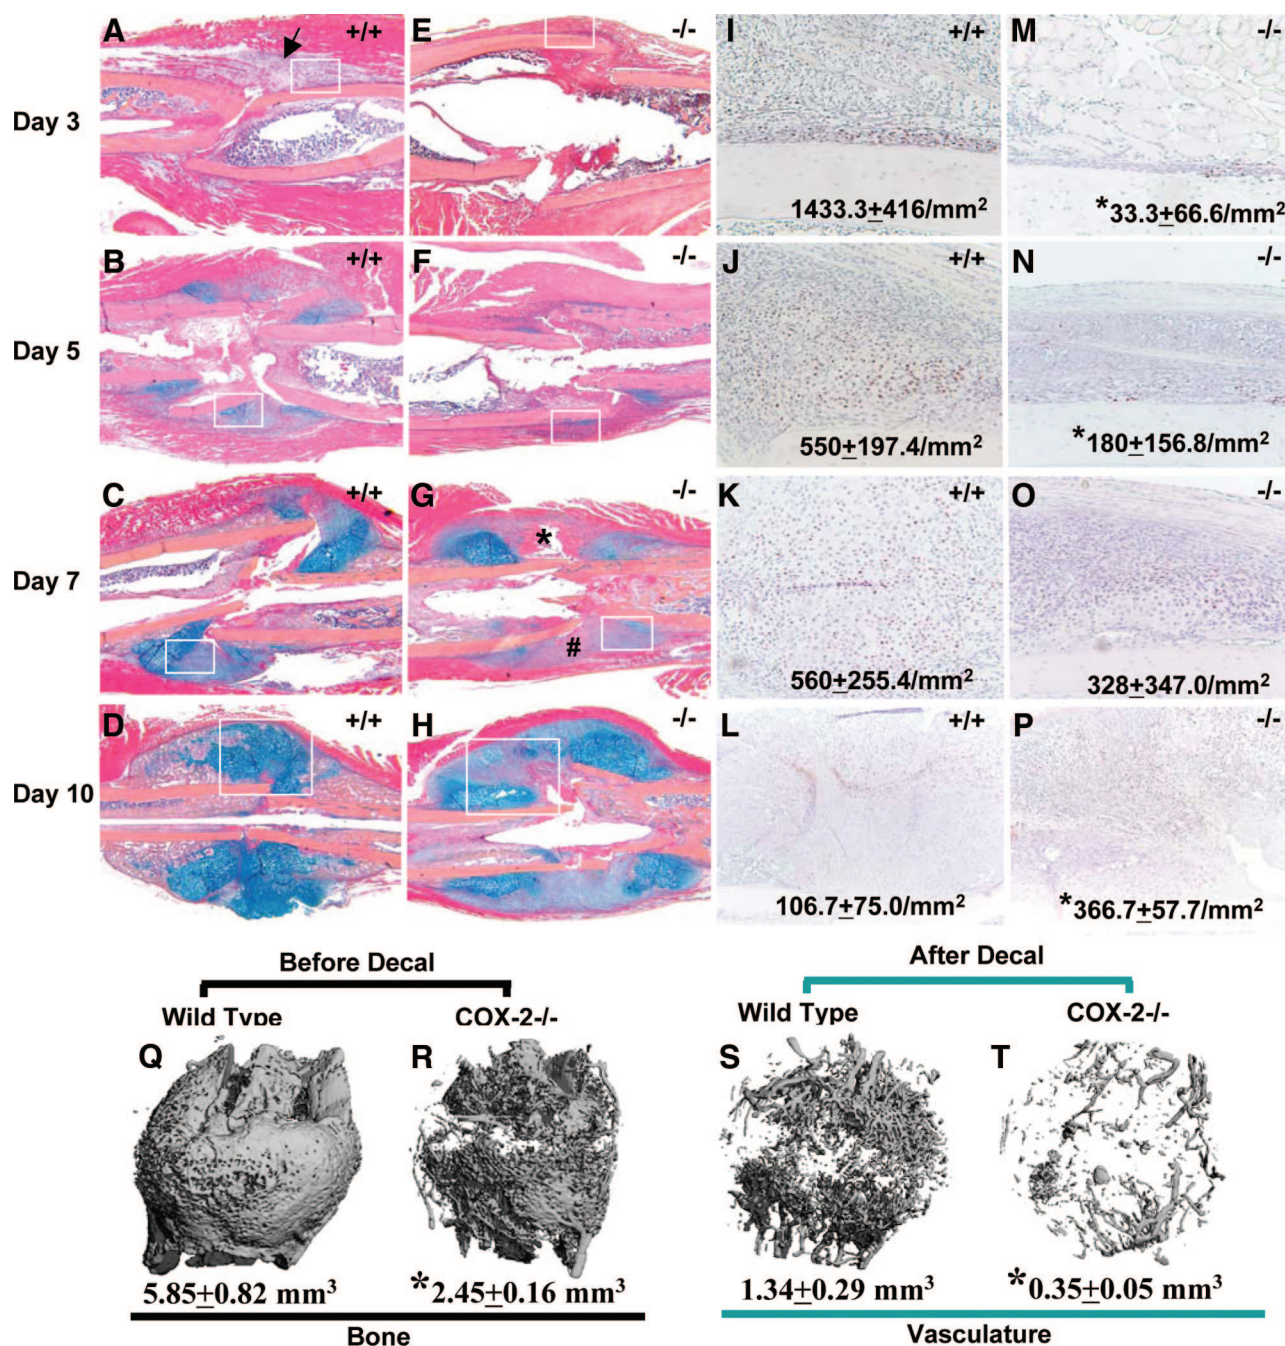 A +/+ E -/- I +/+ M -/-
Day 3
1433.3±416/mm² *33.3±66.6/mm²
B +/+ F -/- J +/+ N -/-
Day 5
550±197.4/mm² *180±156.8/mm²
C +/+ G -/- K +/+ O -/-
*
Day 7
#
560±255.4/mm² 328±347.0/mm²
D +/+ H -/- L +/+ P -/-
Day 10
106.7±75.0/mm² *366.7±57.7/mm²
Before Decal After Decal
Wild Type COX-2-/- Wild Type COX-2-/-
Q R S T
5.85±0.82 mm³ *2.45±0.16 mm³ 1.34±0.29 mm³ *0.35±0.05 mm³
Bone Vasculature